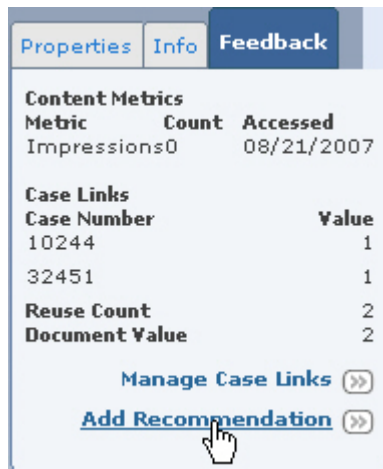 Properties Info Feedback
Content Metrics
Metric Count Accessed
Impressions0 08/21/2007
Case Links
Case Number Value
10244 1
32451 1
Reuse Count 2
Document Value 2
Manage Case Links
Add Recommendation